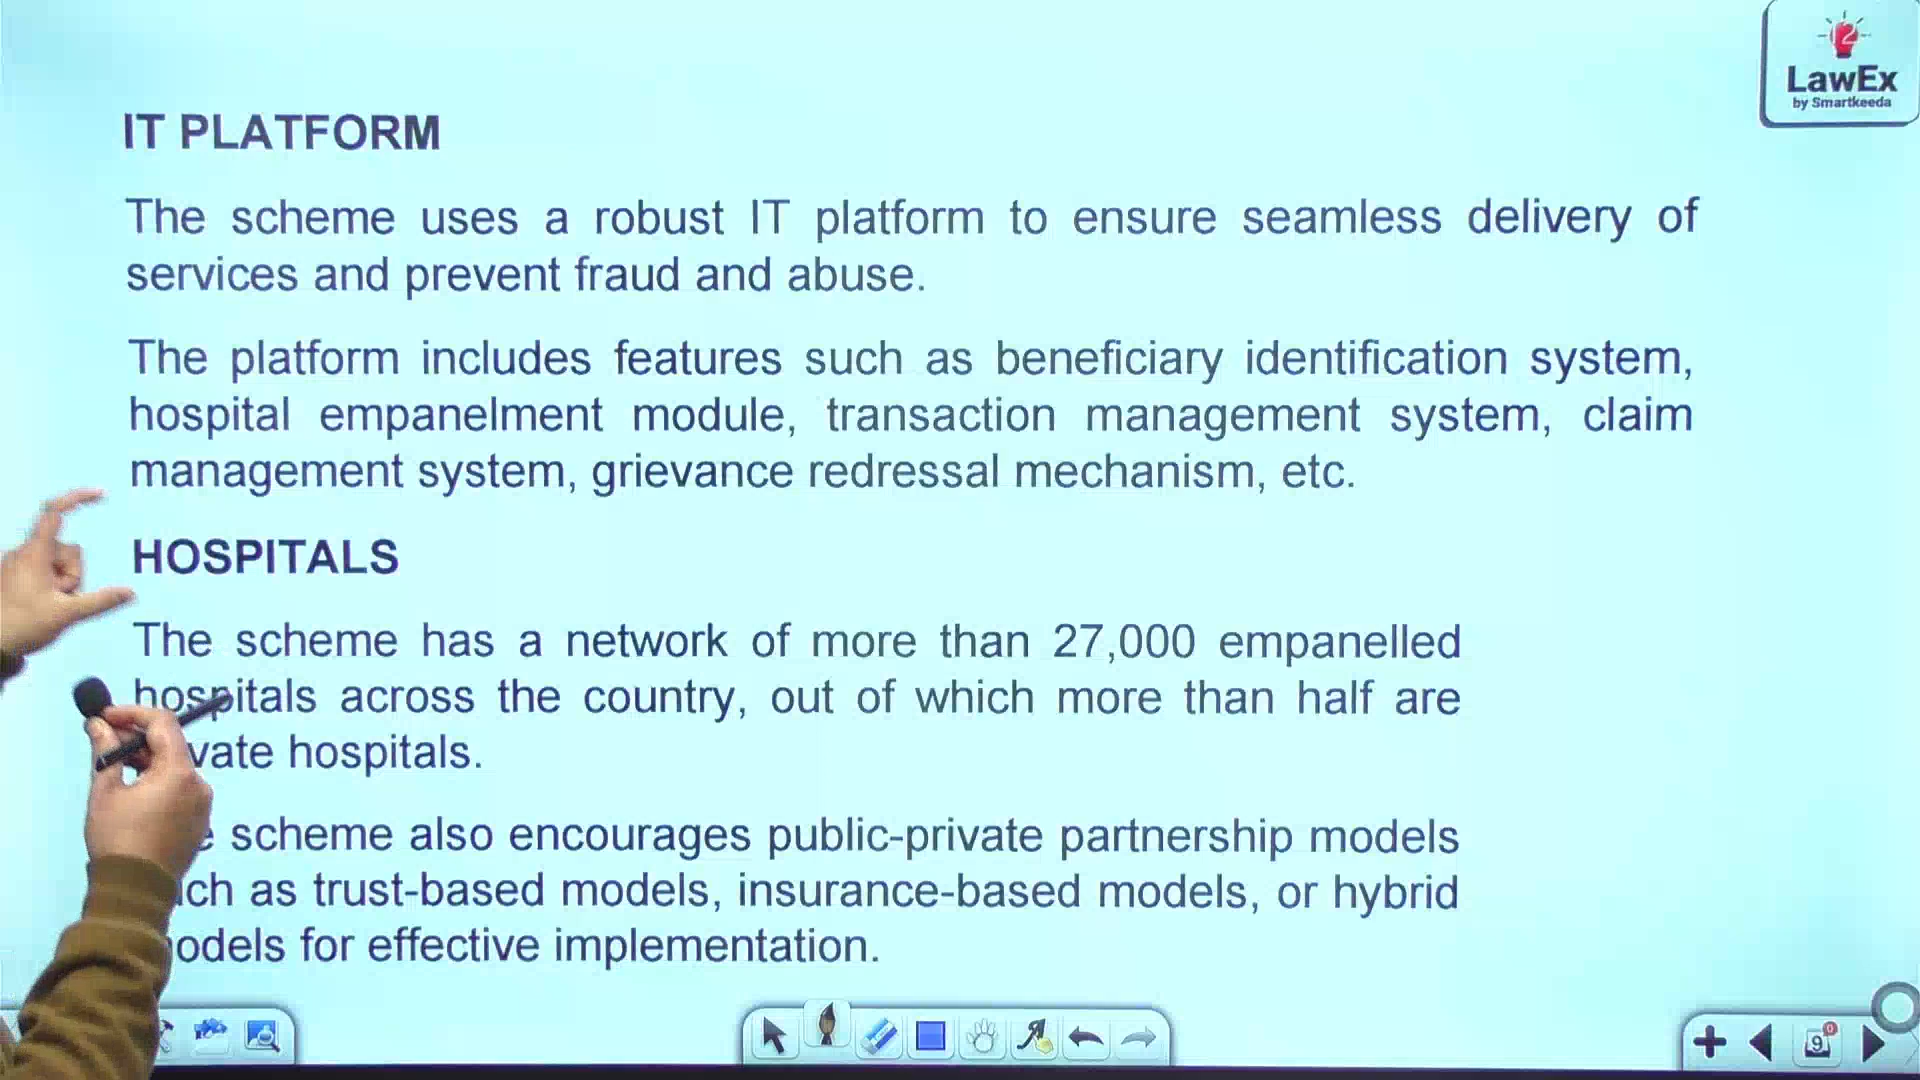 LawEx
by Smartkeeda
IT PLATFORM
The scheme uses a robust IT platform to ensure seamless delivery of
services and prevent fraud and abuse.
The platform includes features such as beneficiary identification system,
hospital empanelment module, transaction management system, claim
management system, grievance redressal mechanism, etc.
HOSPITALS
The scheme has a network of more than 27,000 empanelled
hospitals across the country, out of which more than half are
vate hospitals.
scheme also encourages public-private partnership models
ch as trust-based models, insurance-based models, or hybrid
odels for effective implementation.
9